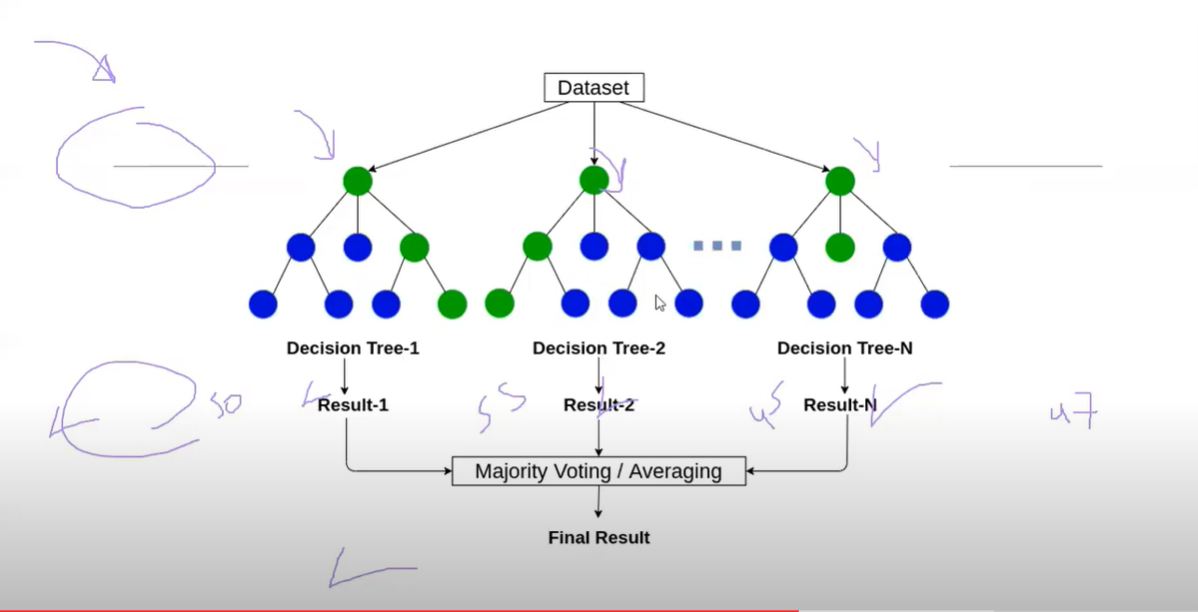 Dataset
Decision Tree-1 Decision Tree-2 Decision Tree-N
Result-1 Result-2 Result-N
50 55 45 47
Majority Voting / Averaging
Final Result